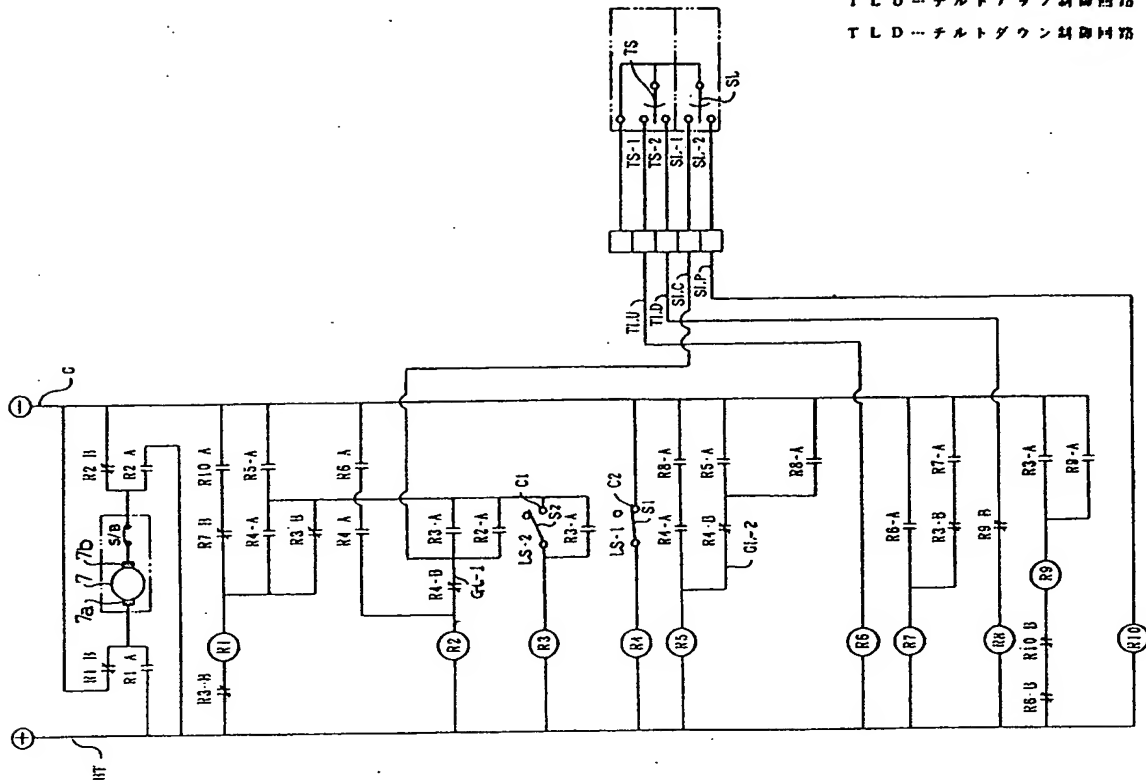 TLU…チルトアップ制御回路
TLD…チルトダウン制御回路
TS
SL
TS-1
TS-2
SL-1
SL-2
TLU
TLD
SLC
SLP
⊖
G
R2 B
R2 A
S/B
7b
7
7a
R1 B
R1 A
R10 A
R7 B
R5-A
R4-A
R3-B
R1
R3-B
R6 A
R4 A
R3-A
R2-A
R4-B
GL-1
R2
C1
S2
LS-2
R3-A
R3
C2
S1
LS-1
R4
R8-A
R4-A
R5-A
R4-B
GL-2
R5
R8-A
R6
R6-A
R7
R7-A
R3-B
R9 B
R8
R3-A
R9-A
R9
R10 B
R6-B
R10
⊕
BT